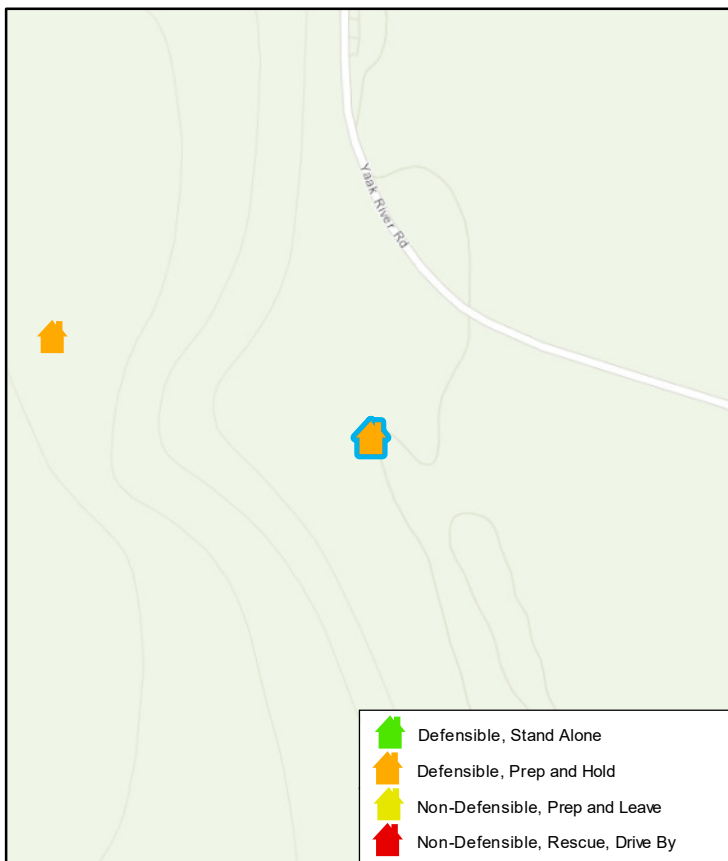 Yaak River Rd
Defensible, Stand Alone
Defensible, Prep and Hold
Non-Defensible, Prep and Leave
Non-Defensible, Rescue, Drive By